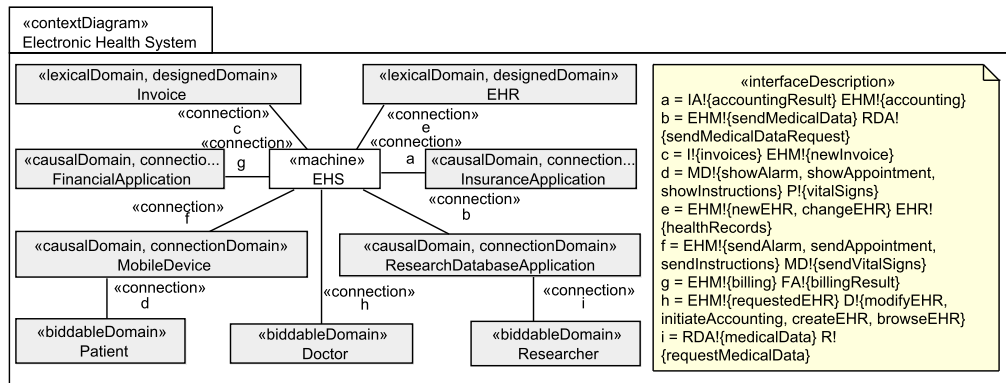 «contextDiagram»
Electronic Health System
«lexicalDomain, designedDomain»
Invoice
«lexicalDomain, designedDomain»
EHR
«connection»
c
«connection»
e
«connection»
g
«connection»
a
«causalDomain, connectio...
FinancialApplication
«machine»
EHS
«causalDomain, connection...
InsuranceApplication
«connection»
f
«connection»
b
«causalDomain, connectionDomain»
MobileDevice
«causalDomain, connectionDomain»
ResearchDatabaseApplication
«connection»
d
«connection»
h
«connection»
i
«biddableDomain»
Patient
«biddableDomain»
Doctor
«biddableDomain»
Researcher
«interfaceDescription»
a = IA!{accountingResult} EHM!{accounting}
b = EHM!{sendMedicalData} RDA!
{sendMedicalDataRequest}
c = I!{invoices} EHM!{newInvoice}
d = MD!{showAlarm, showAppointment,
showInstructions} P!{vitalSigns}
e = EHM!{newEHR, changeEHR} EHR!
{healthRecords}
f = EHM!{sendAlarm, sendAppointment,
sendInstructions} MD!{sendVitalSigns}
g = EHM!{billing} FA!{billingResult}
h = EHM!{requestedEHR} D!{modifyEHR,
initiateAccounting, createEHR, browseEHR}
i = RDA!{medicalData} R!
{requestMedicalData}